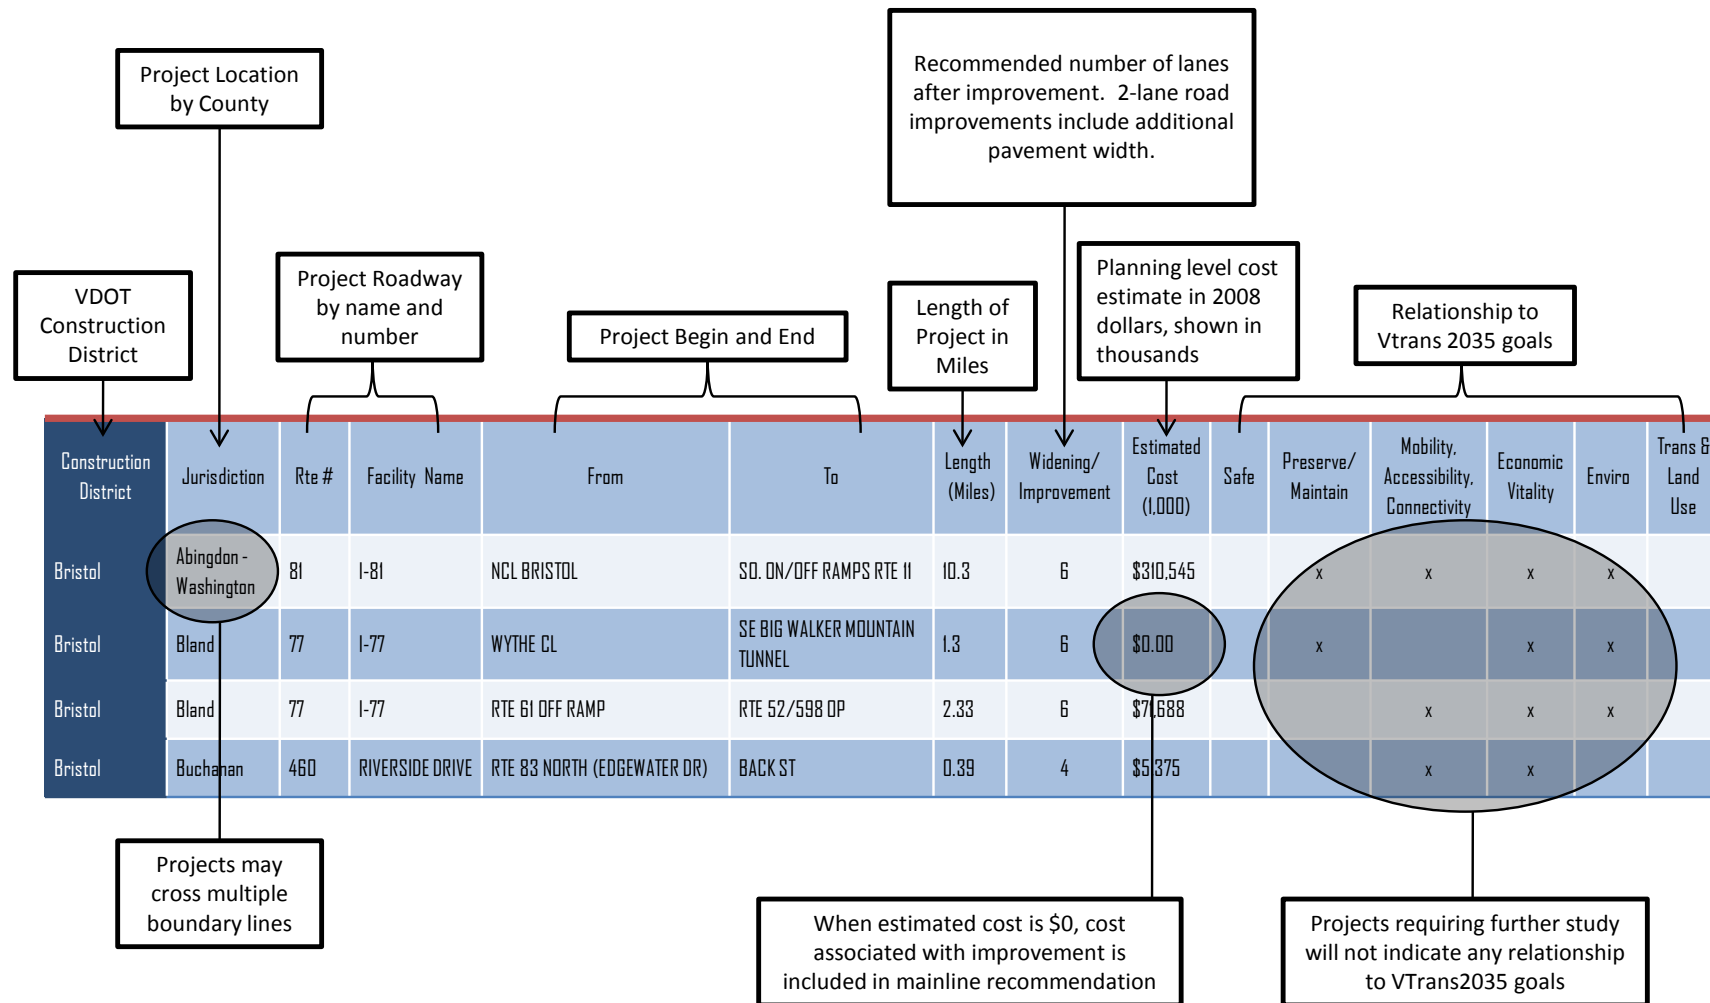 Recommended number of lanes
after improvement.  2-lane road
improvements include additional
pavement width.
Project Location
by County
VDOT
Construction
District
Project Roadway
by name and
number
Project Begin and End
Length of
Project in
Miles
Planning level cost
estimate in 2008
dollars, shown in
thousands
Relationship to
Vtrans 2035 goals
Construction
District
Jurisdiction
Rte #
Facility Name
From
To
Length
(Miles)
Widening/
Improvement
Estimated
Cost
(1,000)
Safe
Preserve/
Maintain
Mobility,
Accessibility,
Connectivity
Economic
Vitality
Enviro
Trans &
Land
Use
Bristol
Abingdon -
Washington
81
I-81
NCL BRISTOL
SO. ON/OFF RAMPS RTE 11
10.3
6
$310,545
x
x
x
x
Bristol
Bland
77
I-77
WYTHE CL
SE BIG WALKER MOUNTAIN
TUNNEL
1.3
6
$0.00
x
x
x
Bristol
Bland
77
I-77
RTE 61 OFF RAMP
RTE 52/598 OP
2.33
6
$71,688
x
x
x
Bristol
Buchanan
460
RIVERSIDE DRIVE
RTE 83 NORTH (EDGEWATER DR)
BACK ST
0.39
4
$5,375
x
x
Projects may
cross multiple
boundary lines
When estimated cost is $0, cost
associated with improvement is
included in mainline recommendation
Projects requiring further study
will not indicate any relationship
to VTrans2035 goals